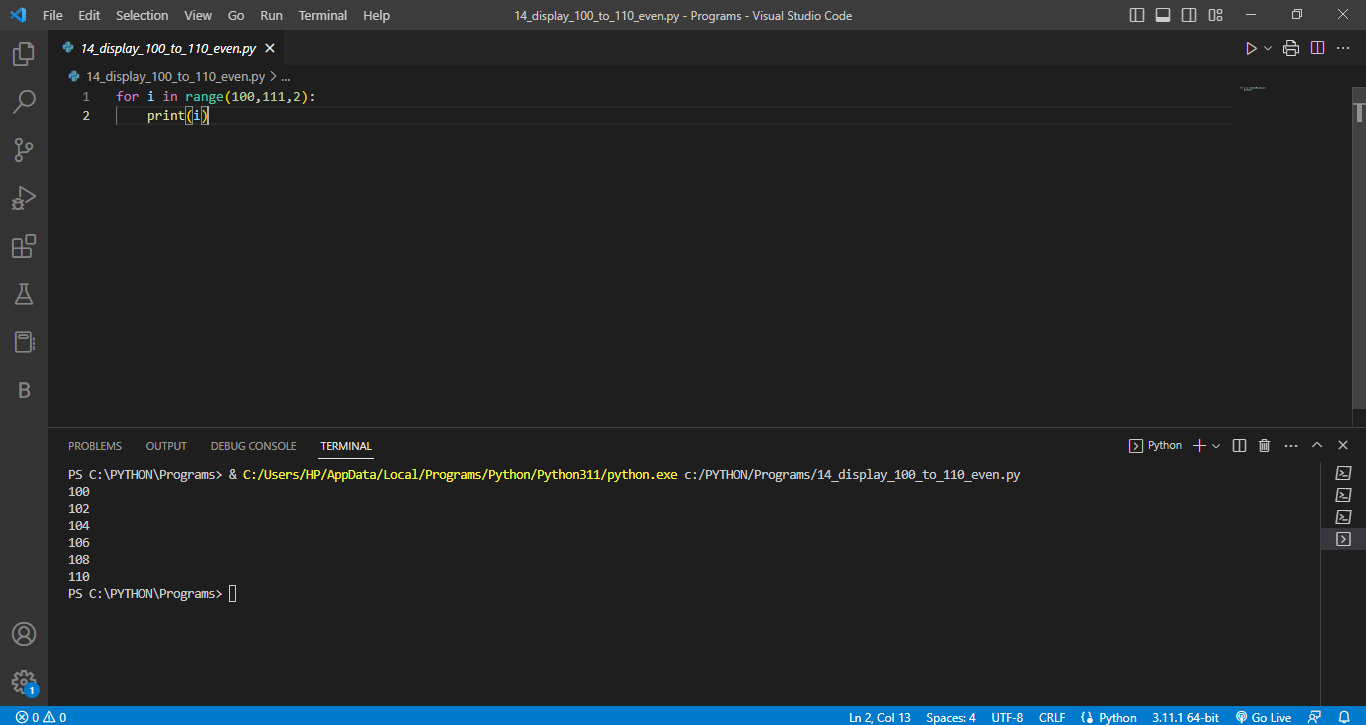 File Edit Selection View Go Run Terminal Help 14_display_100_to_110_even.py - Programs - Visual Studio Code
14_display_100_to_110_even.py
14_display_100_to_110_even.py > ...
1 for i in range(100,111,2):
2     print(i)
B
PROBLEMS OUTPUT DEBUG CONSOLE TERMINAL Python
PS C:\PYTHON\Programs> & C:/Users/HP/AppData/Local/Programs/Python/Python311/python.exe c:/PYTHON/Programs/14_display_100_to_110_even.py
100
102
104
106
108
110
PS C:\PYTHON\Programs>
1
0 0 Ln 2, Col 13 Spaces: 4 UTF-8 CRLF Python 3.11.1 64-bit Go Live